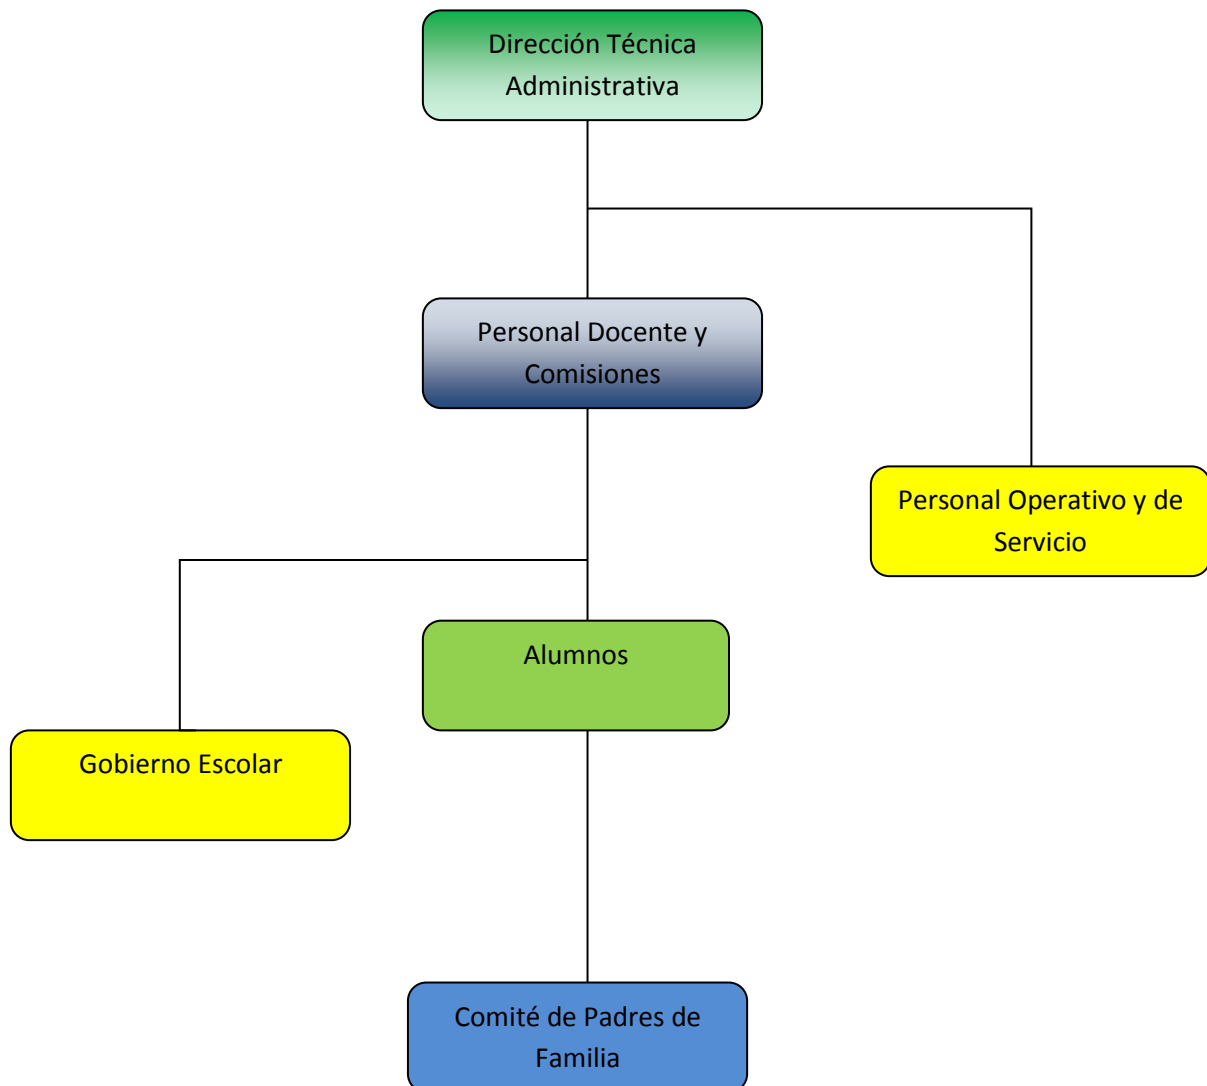 Dirección Técnica
Administrativa
Personal Docente y
Comisiones
Personal Operativo y de
Servicio
Alumnos
Gobierno Escolar
Comité de Padres de
Familia